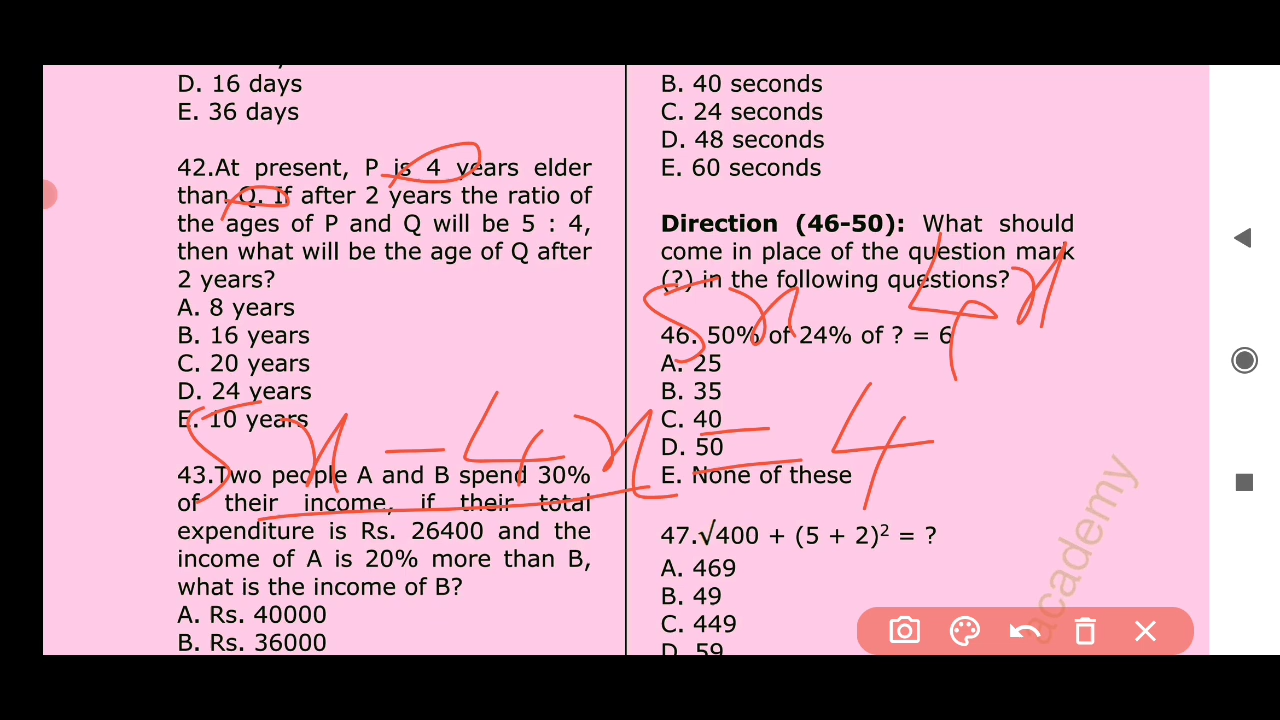 D. 16 days
E. 36 days
42.At present, P is 4 years elder
than Q. If after 2 years the ratio of
the ages of P and Q will be 5 : 4,
then what will be the age of Q after
2 years?
A. 8 years
B. 16 years
C. 20 years
D. 24 years
E. 10 years
5x - 4x = 4
43.Two people A and B spend 30%
of their income, if their total
expenditure is Rs. 26400 and the
income of A is 20% more than B,
what is the income of B?
A. Rs. 40000
B. Rs. 36000
B. 40 seconds
C. 24 seconds
D. 48 seconds
E. 60 seconds
Direction (46-50): What should
come in place of the question mark
(?) in the following questions?
5x 4x
46. 50% of 24% of ? = 6
A. 25
B. 35
C. 40
D. 50
E. None of these
47.√400 + (5 + 2)² = ?
A. 469
B. 49
C. 449
D. 59
academy